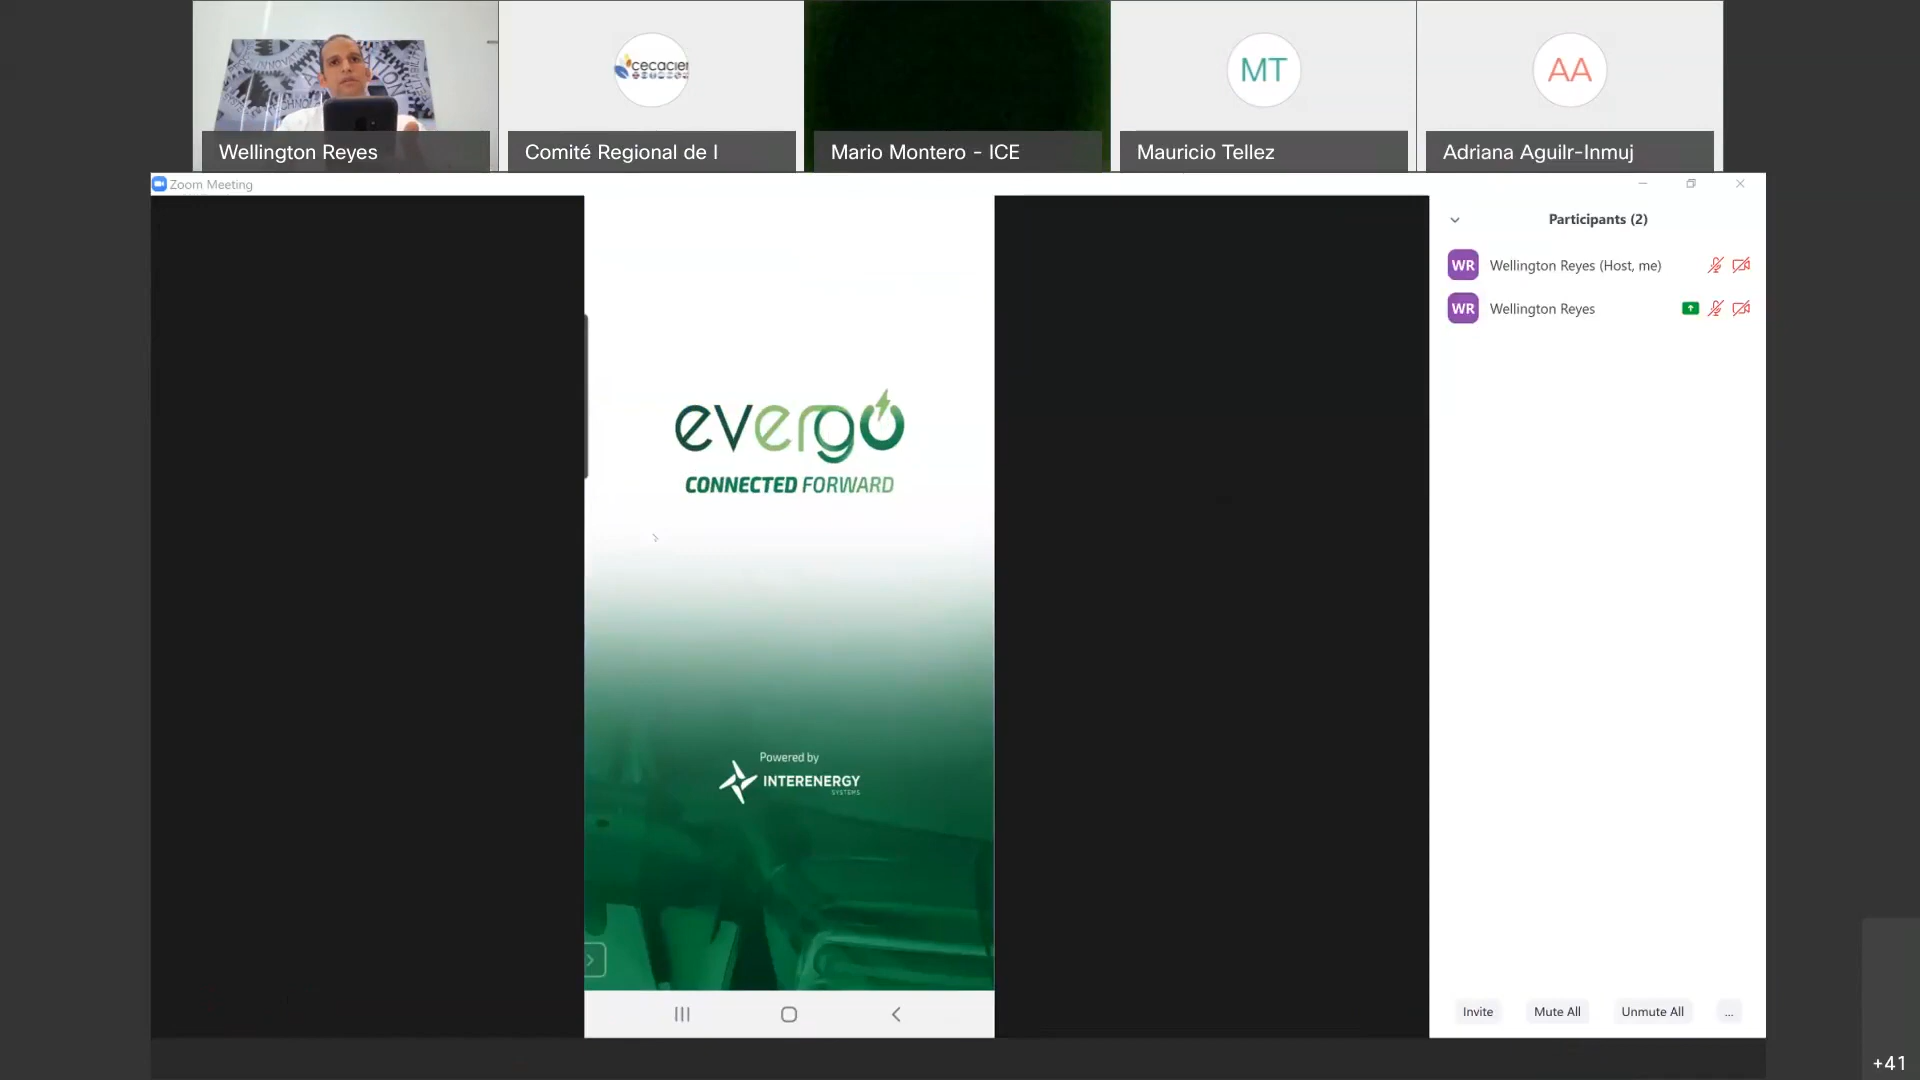 cecacier
MT
AA
Wellington Reyes
Comité Regional de I
Mario Montero - ICE
Mauricio Tellez
Adriana Aguilr-Inmuj
Zoom Meeting
Participants (2)
WR Wellington Reyes (Host, me)
WR Wellington Reyes
evergo
CONNECTED FORWARD
Powered by
INTERENERGY
SYSTEMS
Invite
Mute All
Unmute All
...
+41